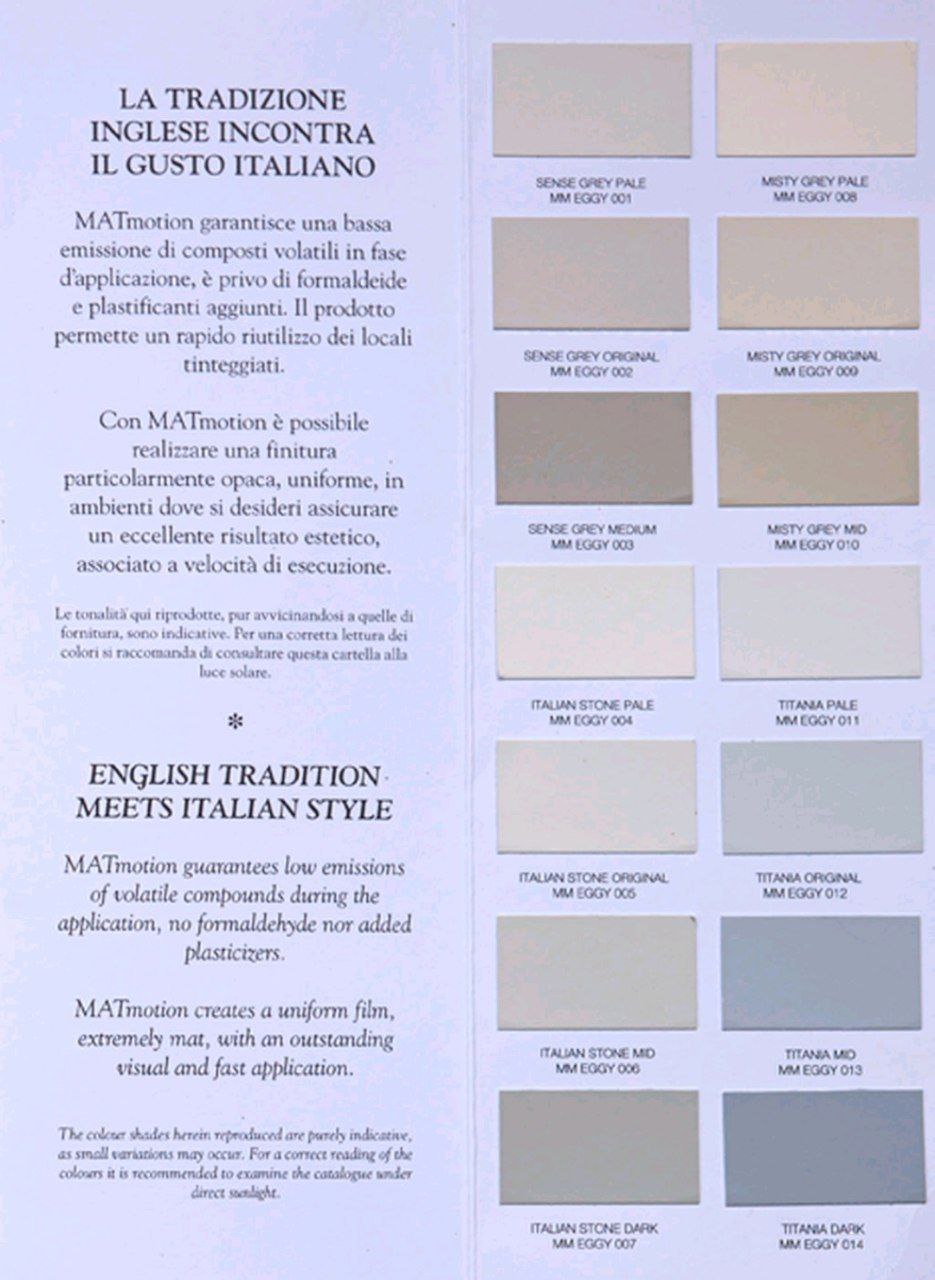 LA TRADIZIONE
INGLESE INCONTRA
IL GUSTO ITALIANO
MATmotion garantisce una bassa
emissione di composti volatili in fase
d'applicazione, è privo di formaldeide
e plastificanti aggiunti. Il prodotto
permette un rapido riutilizzo dei locali
tinteggiati.
Con MATmotion è possibile
realizzare una finitura
particolarmente opaca, uniforme, in
ambienti dove si desideri assicurare
un eccellente risultato estetico,
associato a velocità di esecuzione.
Le tonalità qui riprodotte, pur avvicinandosi a quelle di
fornitura, sono indicative. Per una corretta lettura dei
colori si raccomanda di consultare questa cartella alla
luce solare.
*
ENGLISH TRADITION
MEETS ITALIAN STYLE
MATmotion guarantees low emissions
of volatile compounds during the
application, no formaldehyde nor added
plasticizers.
MATmotion creates a uniform film,
extremely mat, with an outstanding
visual and fast application.
The colour shades herein reproduced are purely indicative,
as small variations may occur. For a correct reading of the
colours it is recommended to examine the catalogue under
direct sunlight.
SENSE GREY PALE
MM EGGY 001
MISTY GREY PALE
MM EGGY 008
SENSE GREY ORIGINAL
MM EGGY 002
MISTY GREY ORIGINAL
MM EGGY 009
SENSE GREY MEDIUM
MM EGGY 003
MISTY GREY MID
MM EGGY 010
ITALIAN STONE PALE
MM EGGY 004
TITANIA PALE
MM EGGY 011
ITALIAN STONE ORIGINAL
MM EGGY 005
TITANIA ORIGINAL
MM EGGY 012
ITALIAN STONE MID
MM EGGY 006
TITANIA MID
MM EGGY 013
ITALIAN STONE DARK
MM EGGY 007
TITANIA DARK
MM EGGY 014